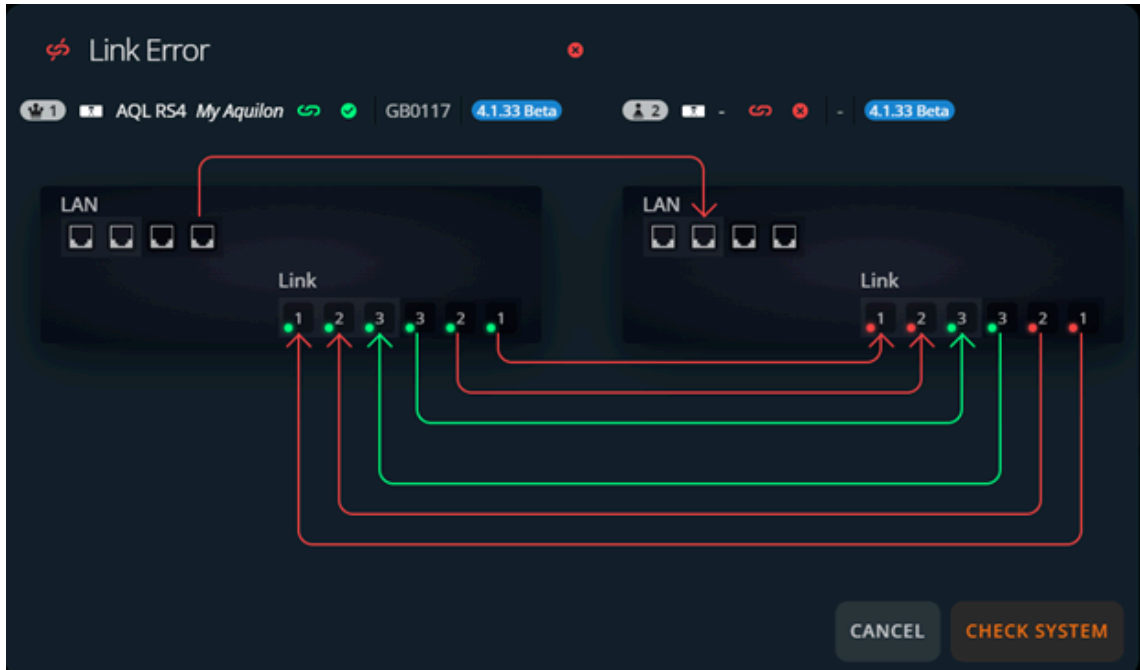 Link Error
1 T AQL RS4 My Aquilon GB0117 4.1.33 Beta 2 T - - 4.1.33 Beta
LAN LAN
Link Link
1 2 3 3 2 1 1 2 3 3 2 1
CANCEL CHECK SYSTEM